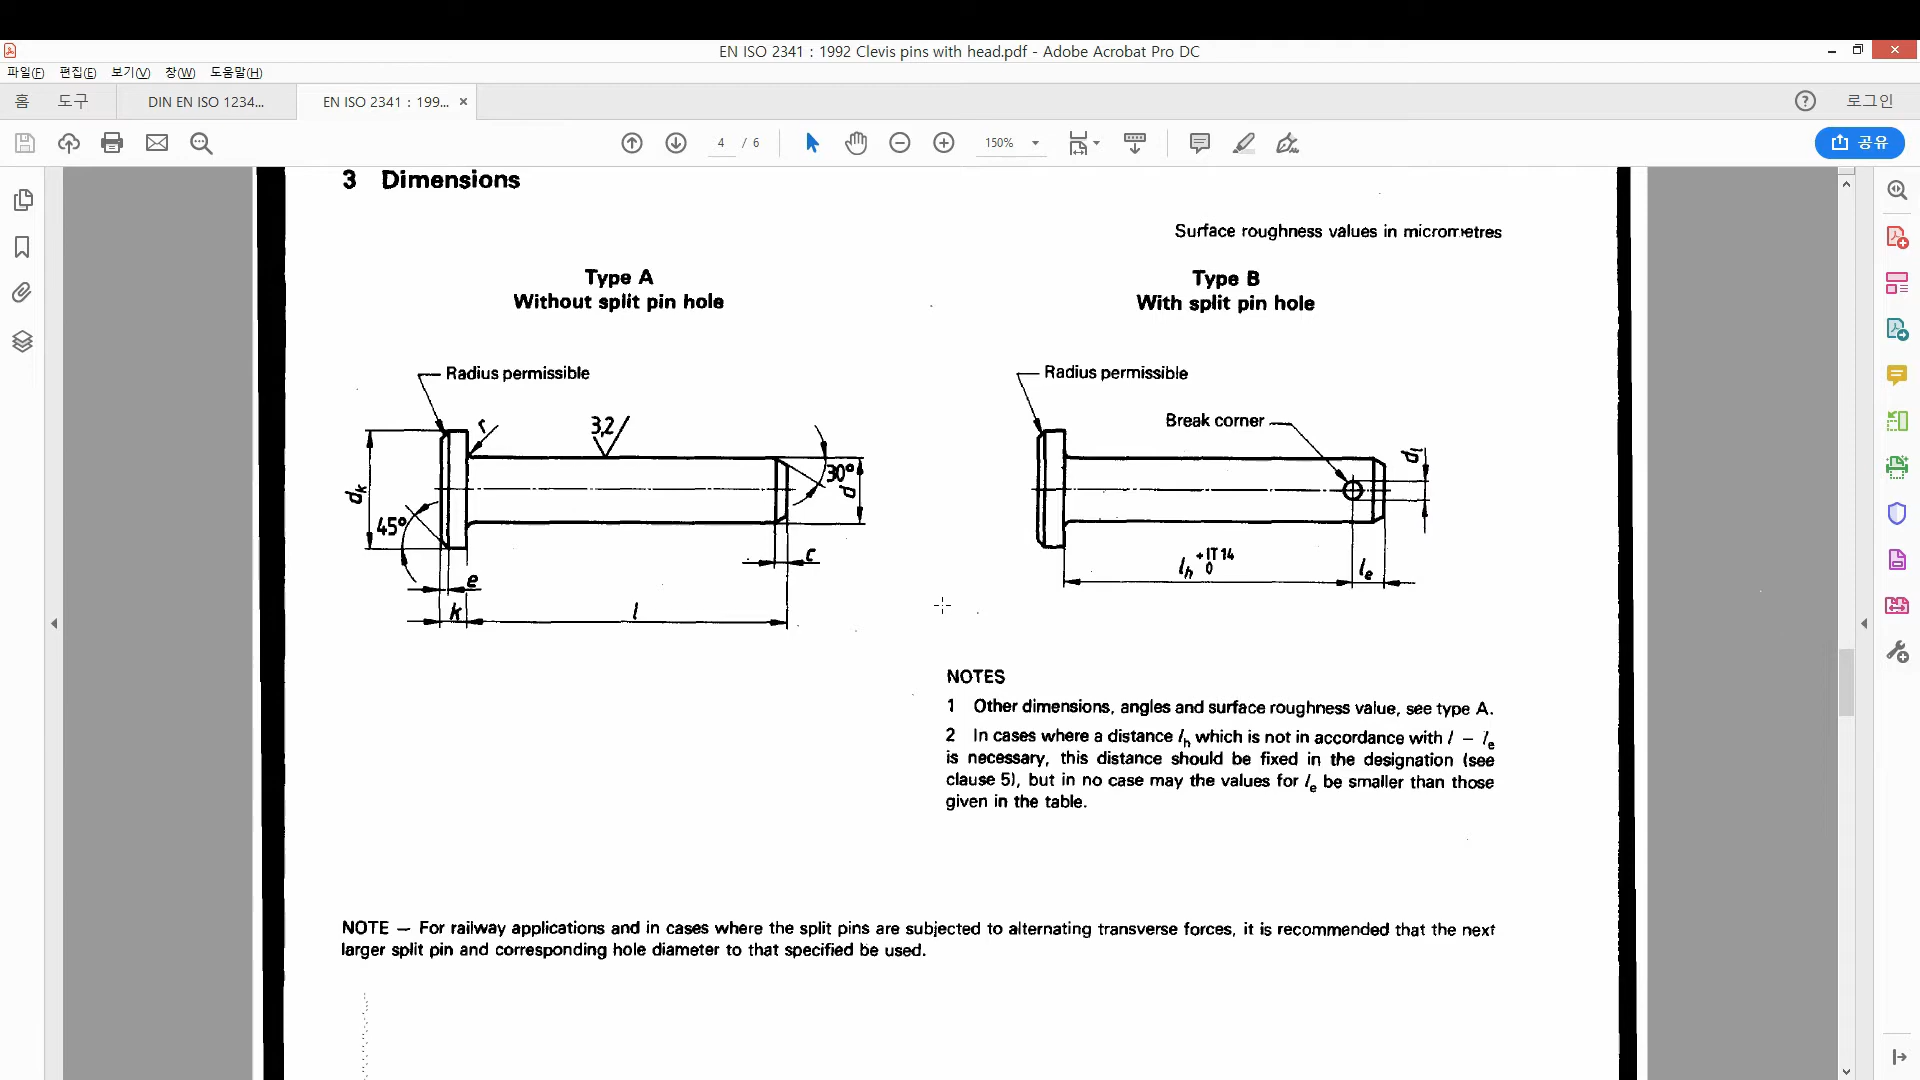 EN ISO 2341 : 1992 Clevis pins with head.pdf - Adobe Acrobat Pro DC
파일(F) 편집(E) 보기(V) 창(W) 도움말(H)
홈 도구 DIN EN ISO 1234... EN ISO 2341 : 199... × ? 로그인
4 / 6 150% 공유
3 Dimensions
Surface roughness values in micrometres
Type A
Without split pin hole
Type B
With split pin hole
Radius permissible
Radius permissible
Break corner
r
3,2
30°
d
dk
45°
e
c
k
l
d1
lh +IT 14
0
le
NOTES
1 Other dimensions, angles and surface roughness value, see type A.
2 In cases where a distance lh which is not in accordance with l – le
is necessary, this distance should be fixed in the designation (see
clause 5), but in no case may the values for le be smaller than those
given in the table.
NOTE – For railway applications and in cases where the split pins are subjected to alternating transverse forces, it is recommended that the next
larger split pin and corresponding hole diameter to that specified be used.